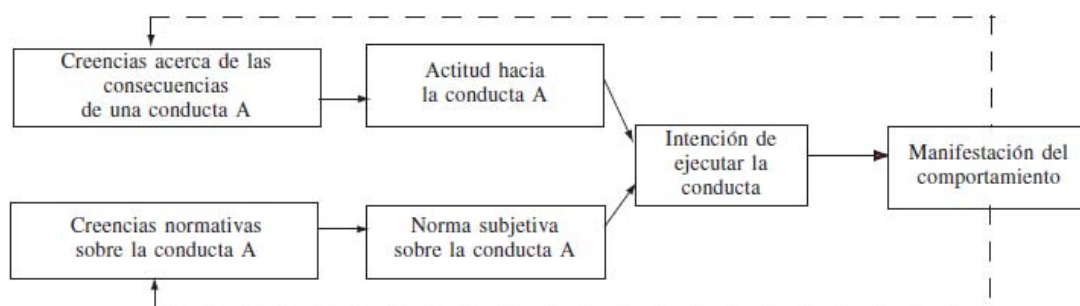 Creencias acerca de las
consecuencias
de una conducta A
Actitud hacia
la conducta A
Intención de
ejecutar la
conducta
Manifestación del
comportamiento
Creencias normativas
sobre la conducta A
Norma subjetiva
sobre la conducta A